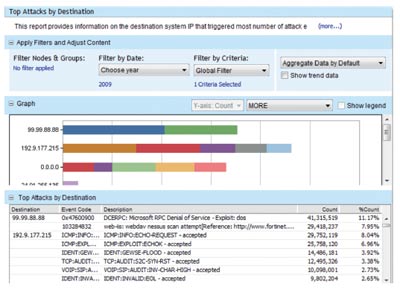 Top Attacks by Destination
This report provides information on the destination system IP that triggered most number of attack e (more...)
Apply Filters and Adjust Content
Filter Nodes & Groups: Filter by Date: Filter by Criteria:
No filter applied Choose year Global Filter Aggregate Data by Default
Show trend data
2009 1 Criteria Selected
Graph Y-axis: Count MORE Show legend
99.99.88.88
192.9.177.215
0.0.0.0
Top Attacks by Destination
Destination Event Code Description Count %Count
99.99.88.88 0x47600900 DCERPC: Microsoft RPC Denial of Service - Exploit: dos 41,315,519 11.17%
103284832 web-iis: webdav nessus scan attempt[Reference: http://www.fortinet.... 29,418,237 7.95%
192.9.177.215 ICMP:INFO:... ICMP:INFO:ECHO-REQUEST - accepted 29,752,119 8.04%
ICMP:EXPL... ICMP:EXPLOIT:ECHOK - accepted 25,758,120 6.96%
IDENT:GEW... IDENT:GEWSE-FLOOD - accepted 14,486,181 3.92%
TCP:AUDIT:... TCP:AUDIT:S2C-SYN-RST - accepted 12,495,326 3.38%
VOIP:SIP:A... VOIP:SIP:AUDIT:INV-CHAR-HIGH - accepted 10,098,001 2.73%
IDENT:INVA... IDENT:INVALID:EOL - accepted 9,797,200 2.65%